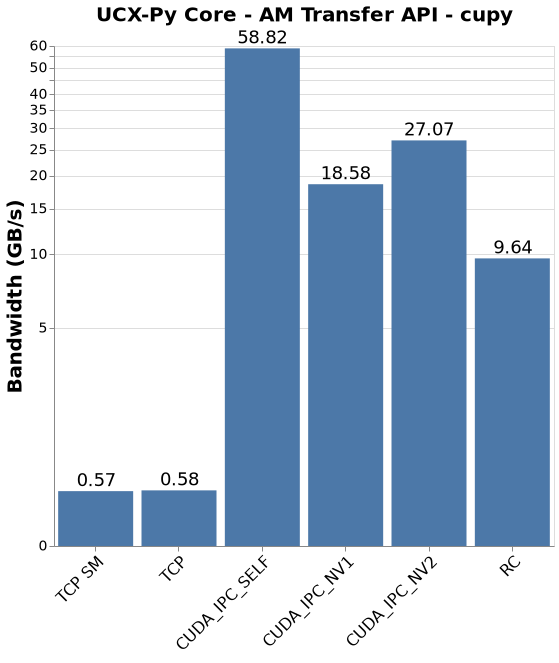 UCX-Py Core - AM Transfer API - cupy
Bandwidth (GB/s)
60
50
40
35
30
25
20
15
10
5
0
0.57
0.58
58.82
18.58
27.07
9.64
TCP SM
TCP
CUDA_IPC_SELF
CUDA_IPC_NV1
CUDA_IPC_NV2
RC